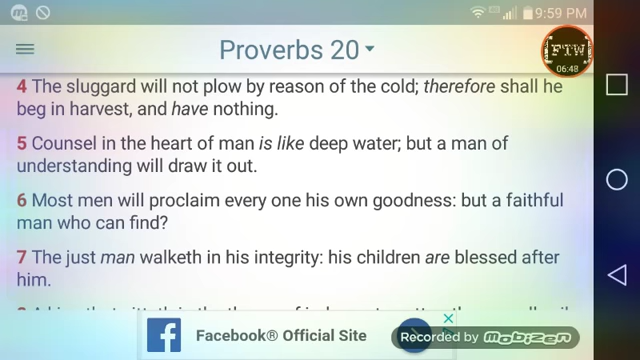 9:59 PM
Proverbs 20
FTW
06:48
4 The sluggard will not plow by reason of the cold; therefore shall he
beg in harvest, and have nothing.
5 Counsel in the heart of man is like deep water; but a man of
understanding will draw it out.
6 Most men will proclaim every one his own goodness: but a faithful
man who can find?
7 The just man walketh in his integrity: his children are blessed after
him.
Facebook® Official Site
Recorded by Mobizen